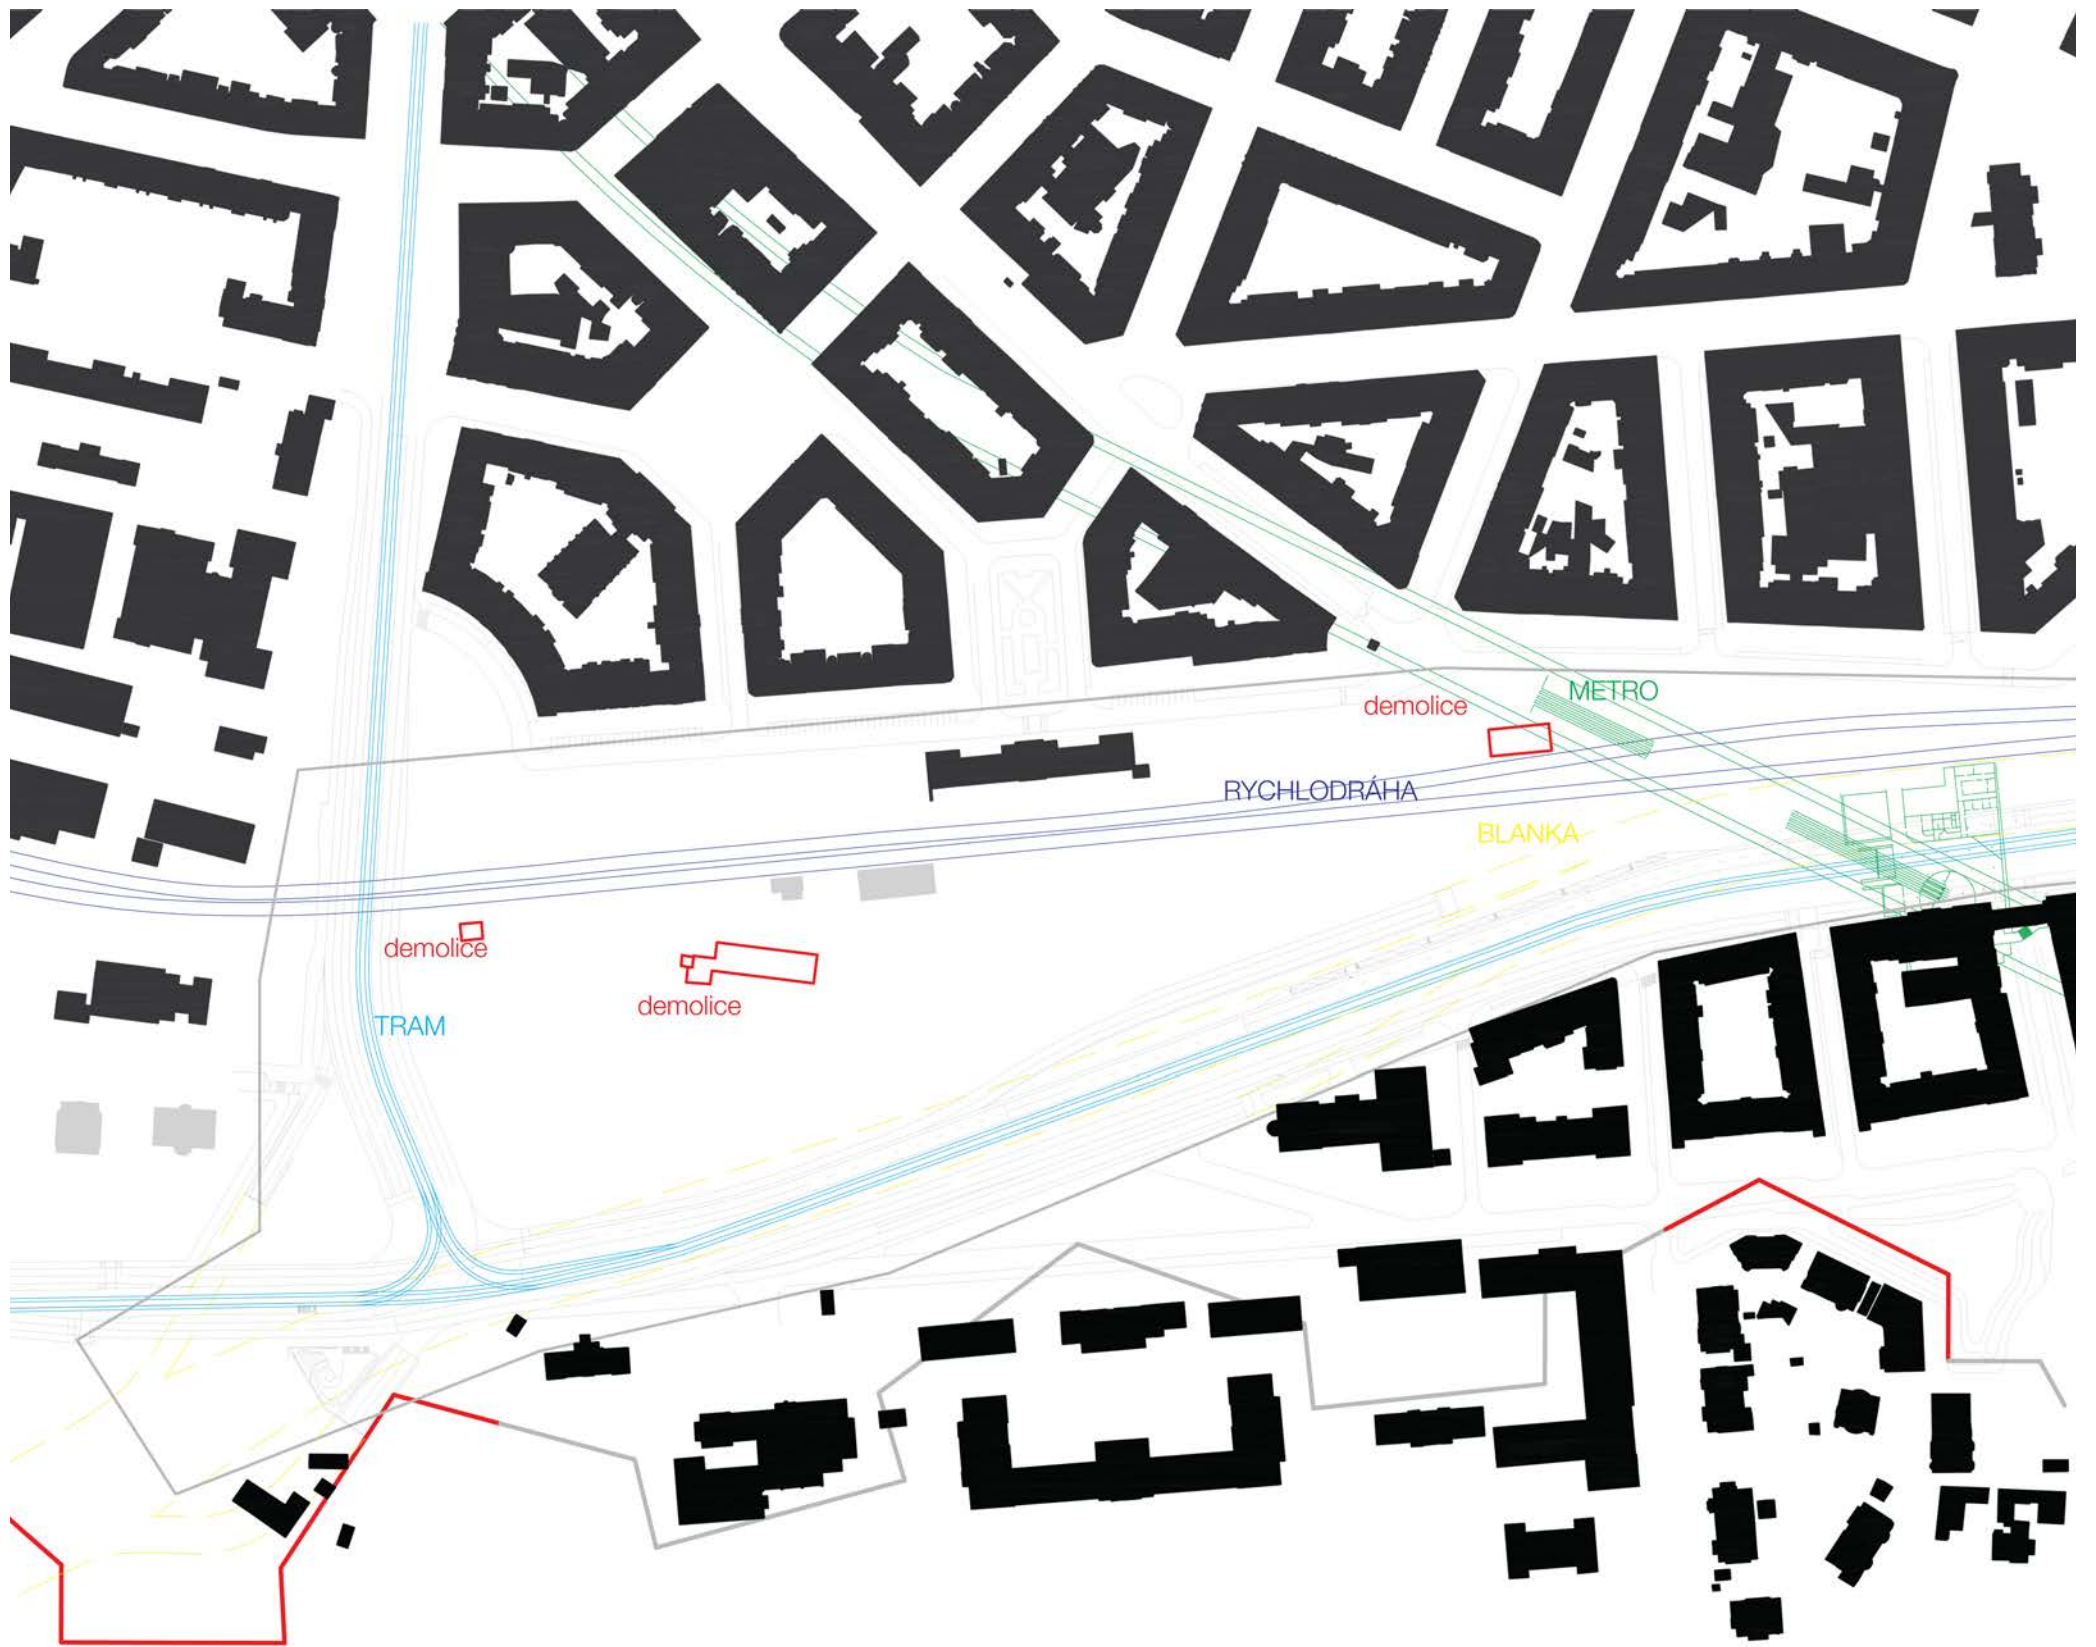 METRO
demolice
RYCHLODRÁHA
BLANKA
demolice
demolice
TRAM